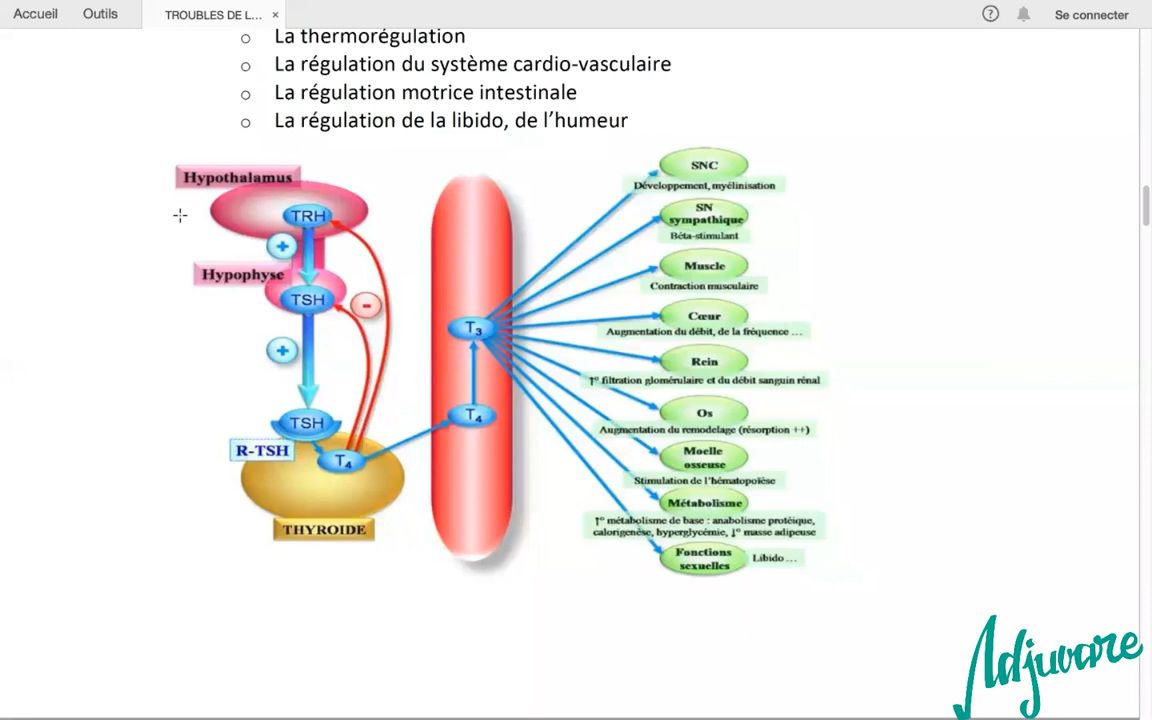 Accueil Outils TROUBLES DE L... × ? Se connecter
o La thermorégulation
o La régulation du système cardio-vasculaire
o La régulation motrice intestinale
o La régulation de la libido, de l'humeur
Hypothalamus
TRH
+
Hypophyse
TSH
-
+
TSH
R-TSH
T4
THYROIDE
T3
T4
SNC
Développement, myélinisation
SN
sympathique
Béta-stimulant
Muscle
Contraction musculaire
Cœur
Augmentation du débit, de la fréquence ...
Rein
↑° filtration glomérulaire et du débit sanguin rénal
Os
Augmentation du remodelage (résorption ++)
Moelle
osseuse
Stimulation de l'hématopoïèse
Métabolisme
↑° métabolisme de base : anabolisme protéique,
calorigenèse, hyperglycémie, ↓° masse adipeuse
Fonctions
sexuelles
Libido ...
Adjuvare